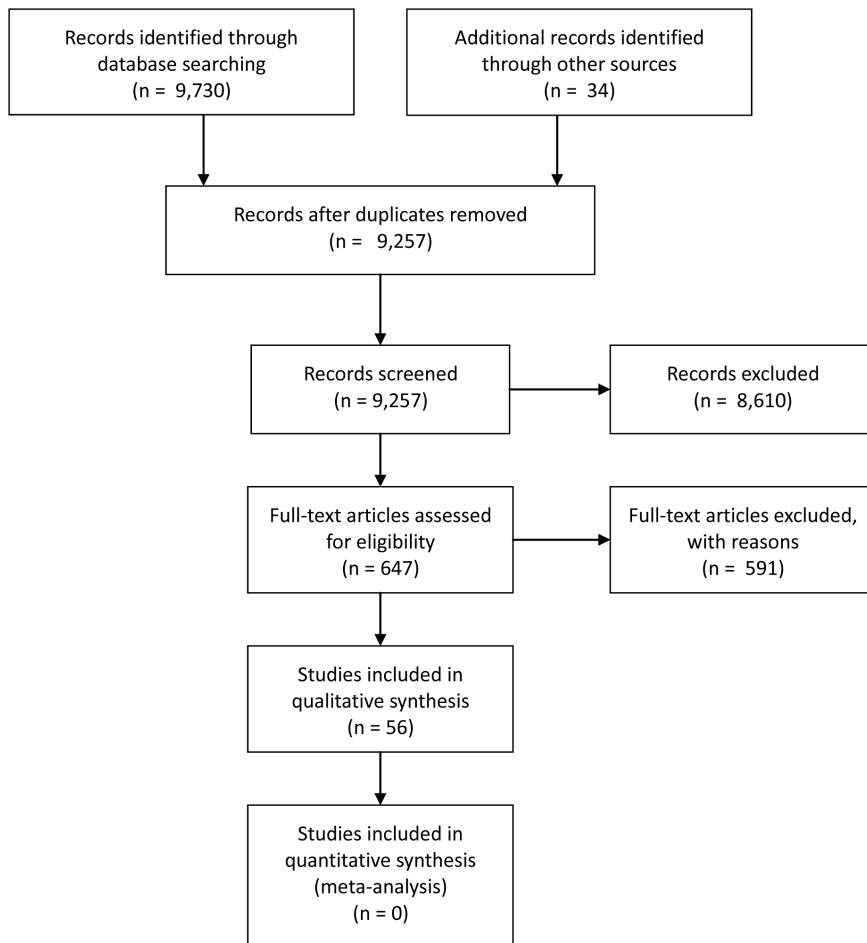 Records identified through
database searching
(n = 9,730)
Additional records identified
through other sources
(n = 34)
Records after duplicates removed
(n = 9,257)
Records screened
(n = 9,257)
Records excluded
(n = 8,610)
Full-text articles assessed
for eligibility
(n = 647)
Full-text articles excluded,
with reasons
(n = 591)
Studies included in
qualitative synthesis
(n = 56)
Studies included in
quantitative synthesis
(meta-analysis)
(n = 0)